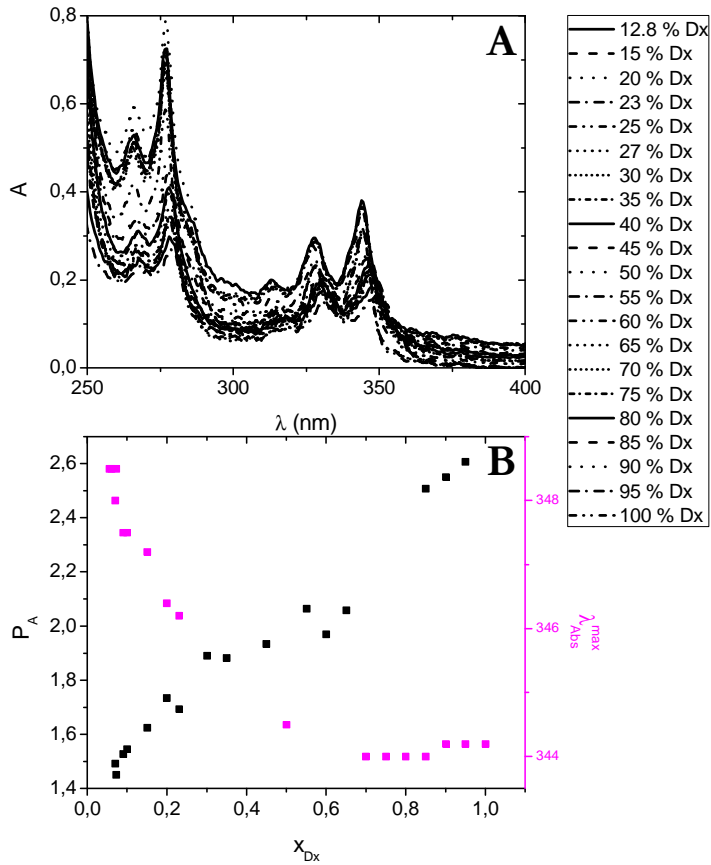 A
0,8
0,6
0,4
0,2
0,0
A
250
300
350
400
λ (nm)
12.8 % Dx
15 % Dx
20 % Dx
23 % Dx
25 % Dx
27 % Dx
30 % Dx
35 % Dx
40 % Dx
45 % Dx
50 % Dx
55 % Dx
60 % Dx
65 % Dx
70 % Dx
75 % Dx
80 % Dx
85 % Dx
90 % Dx
95 % Dx
100 % Dx
B
2,6
2,4
2,2
2,0
1,8
1,6
1,4
P_A
348
346
344
λ_Abs^max
0,0
0,2
0,4
0,6
0,8
1,0
x_Dx